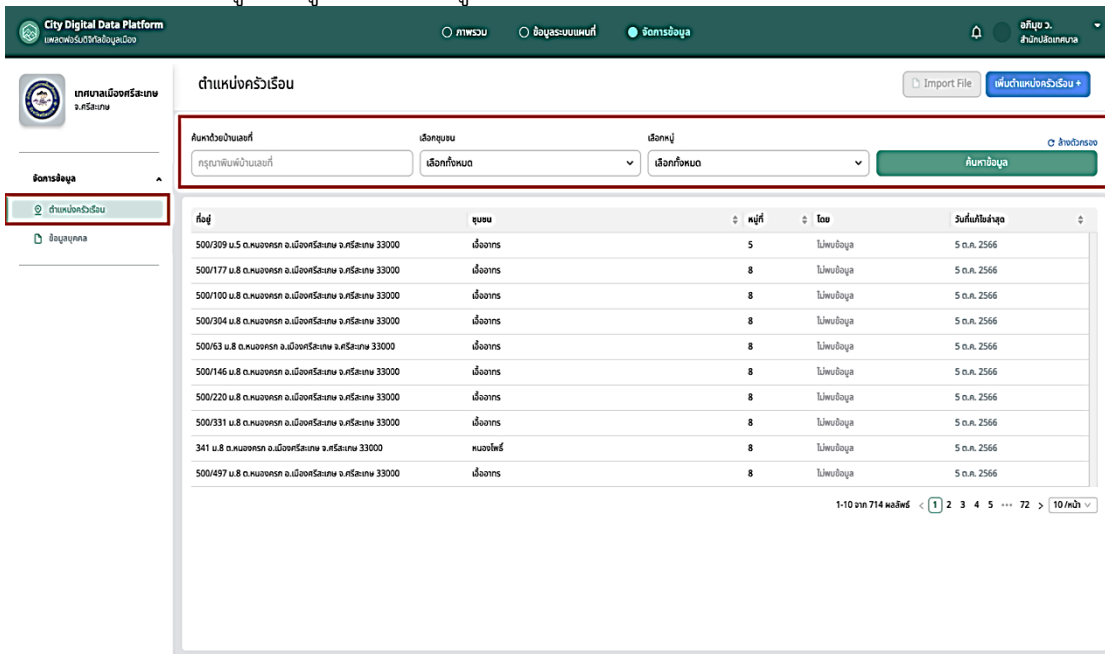 City Digital Data Platform
แพลตฟอร์มดิจิทัลข้อมูลเมือง
ภาพรวม
ข้อมูลระบบแผนที่
จัดการข้อมูล
อภิมุข ว.
สำนักปลัดเทศบาล
เทศบาลเมืองศรีสะเกษ
จ.ศรีสะเกษ
จัดการข้อมูล
ตำแหน่งครัวเรือน
ข้อมูลบุคคล
ตำแหน่งครัวเรือน
Import File
เพิ่มตำแหน่งครัวเรือน +
ค้นหาด้วยบ้านเลขที่
เลือกชุมชน
เลือกหมู่
ล้างตัวกรอง
กรุณาพิมพ์บ้านเลขที่
เลือกทั้งหมด
เลือกทั้งหมด
ค้นหาข้อมูล
ที่อยู่ ชุมชน หมู่ที่ โดย วันที่แก้ไขล่าสุด
500/309 ม.5 ต.หนองครก อ.เมืองศรีสะเกษ จ.ศรีสะเกษ 33000 เอื้ออาทร 5 ไม่พบข้อมูล 5 ต.ค. 2566
500/177 ม.8 ต.หนองครก อ.เมืองศรีสะเกษ จ.ศรีสะเกษ 33000 เอื้ออาทร 8 ไม่พบข้อมูล 5 ต.ค. 2566
500/100 ม.8 ต.หนองครก อ.เมืองศรีสะเกษ จ.ศรีสะเกษ 33000 เอื้ออาทร 8 ไม่พบข้อมูล 5 ต.ค. 2566
500/304 ม.8 ต.หนองครก อ.เมืองศรีสะเกษ จ.ศรีสะเกษ 33000 เอื้ออาทร 8 ไม่พบข้อมูล 5 ต.ค. 2566
500/63 ม.8 ต.หนองครก อ.เมืองศรีสะเกษ จ.ศรีสะเกษ 33000 เอื้ออาทร 8 ไม่พบข้อมูล 5 ต.ค. 2566
500/146 ม.8 ต.หนองครก อ.เมืองศรีสะเกษ จ.ศรีสะเกษ 33000 เอื้ออาทร 8 ไม่พบข้อมูล 5 ต.ค. 2566
500/220 ม.8 ต.หนองครก อ.เมืองศรีสะเกษ จ.ศรีสะเกษ 33000 เอื้ออาทร 8 ไม่พบข้อมูล 5 ต.ค. 2566
500/331 ม.8 ต.หนองครก อ.เมืองศรีสะเกษ จ.ศรีสะเกษ 33000 เอื้ออาทร 8 ไม่พบข้อมูล 5 ต.ค. 2566
341 ม.8 ต.หนองครก อ.เมืองศรีสะเกษ จ.ศรีสะเกษ 33000 หนองโพธิ์ 8 ไม่พบข้อมูล 5 ต.ค. 2566
500/497 ม.8 ต.หนองครก อ.เมืองศรีสะเกษ จ.ศรีสะเกษ 33000 เอื้ออาทร 8 ไม่พบข้อมูล 5 ต.ค. 2566
1-10 จาก 714 ผลลัพธ์ < 1 2 3 4 5 ••• 72 > 10 /หน้า